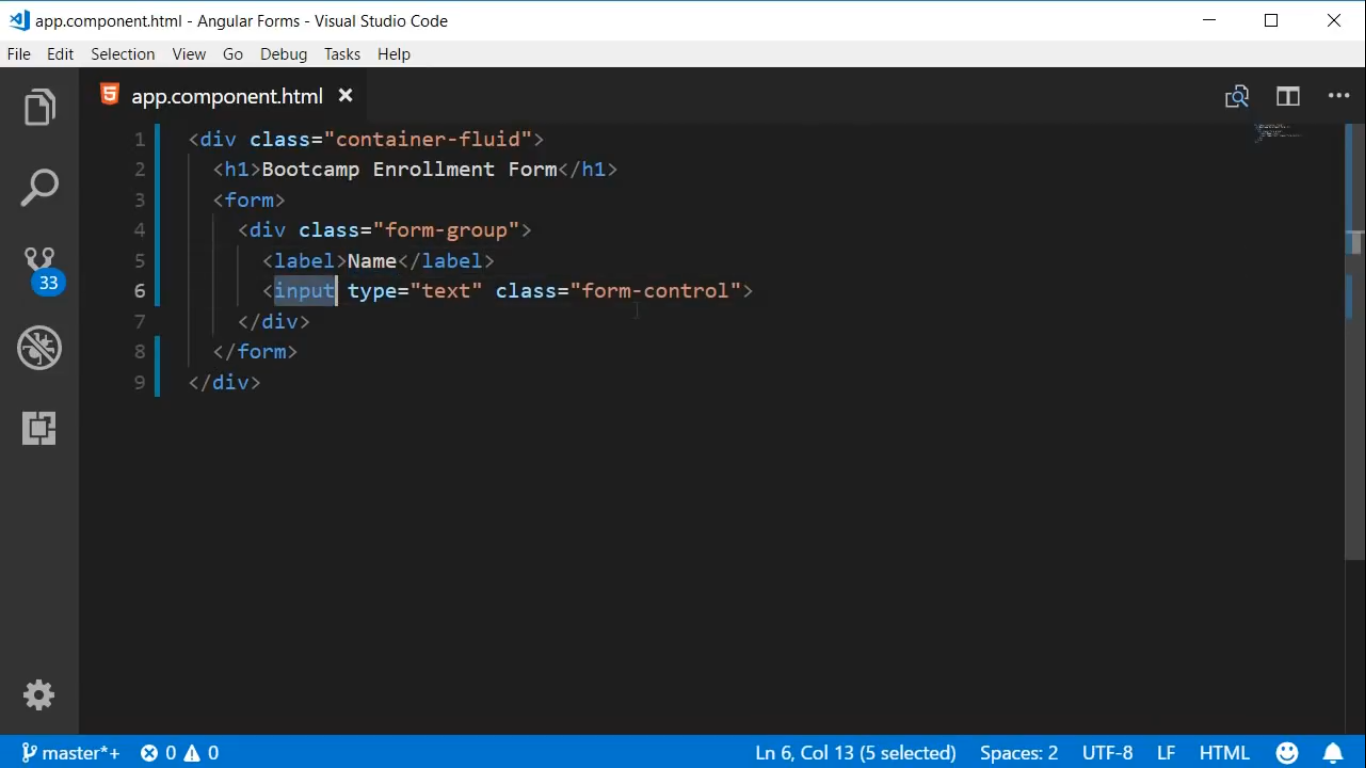 app.component.html - Angular Forms - Visual Studio Code
File Edit Selection View Go Debug Tasks Help
app.component.html
1 <div class="container-fluid">
2 <h1>Bootcamp Enrollment Form</h1>
3 <form>
4 <div class="form-group">
5 <label>Name</label>
6 <input type="text" class="form-control">
7 </div>
8 </form>
9 </div>
33
master*+ 0 0 Ln 6, Col 13 (5 selected) Spaces: 2 UTF-8 LF HTML